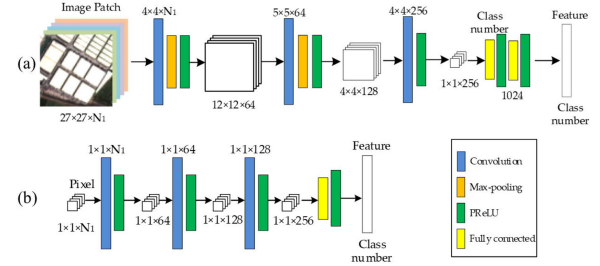 Image Patch
4×4×N1
5×5×64
4×4×256
Class
number
Feature
(a)
27×27×N1
12×12×64
4×4×128
1×1×256
1024
Class
number
1×1×N1
1×1×64
1×1×128
Feature
(b)
Pixel
1×1×N1
1×1×64
1×1×128
1×1×256
Class
number
Convolution
Max-pooling
PReLU
Fully connected